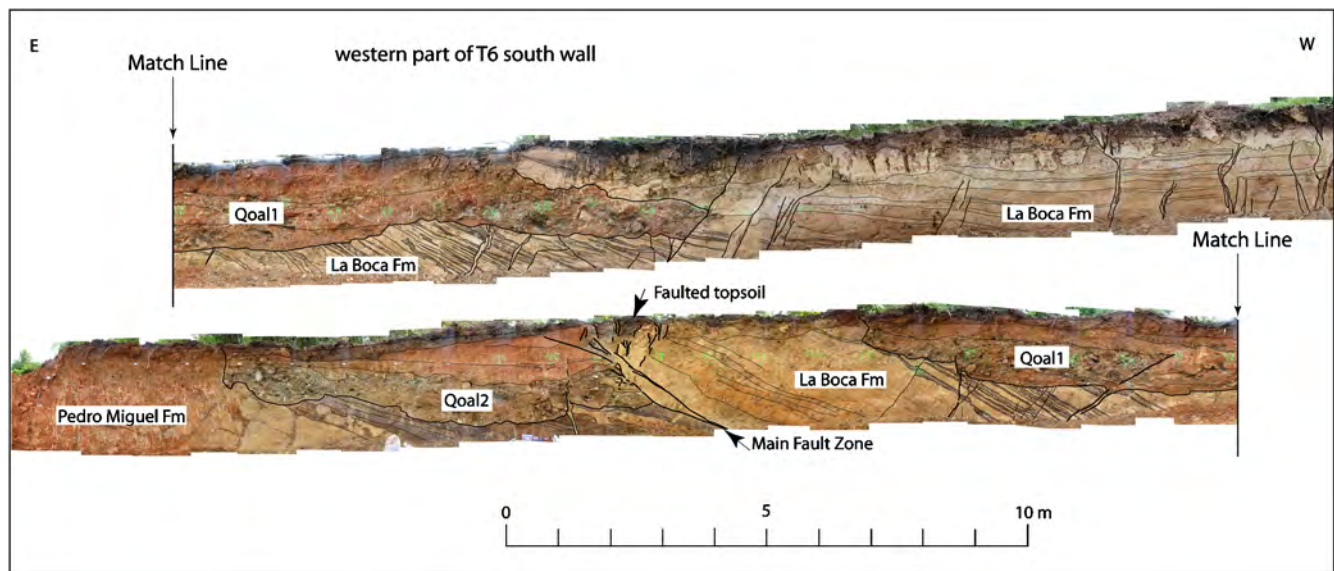 E
W
western part of T6 south wall
Match Line
Qoal1
La Boca Fm
La Boca Fm
Match Line
Faulted topsoil
Qoal1
La Boca Fm
Qoal2
Pedro Miguel Fm
Main Fault Zone
0
5
10 m